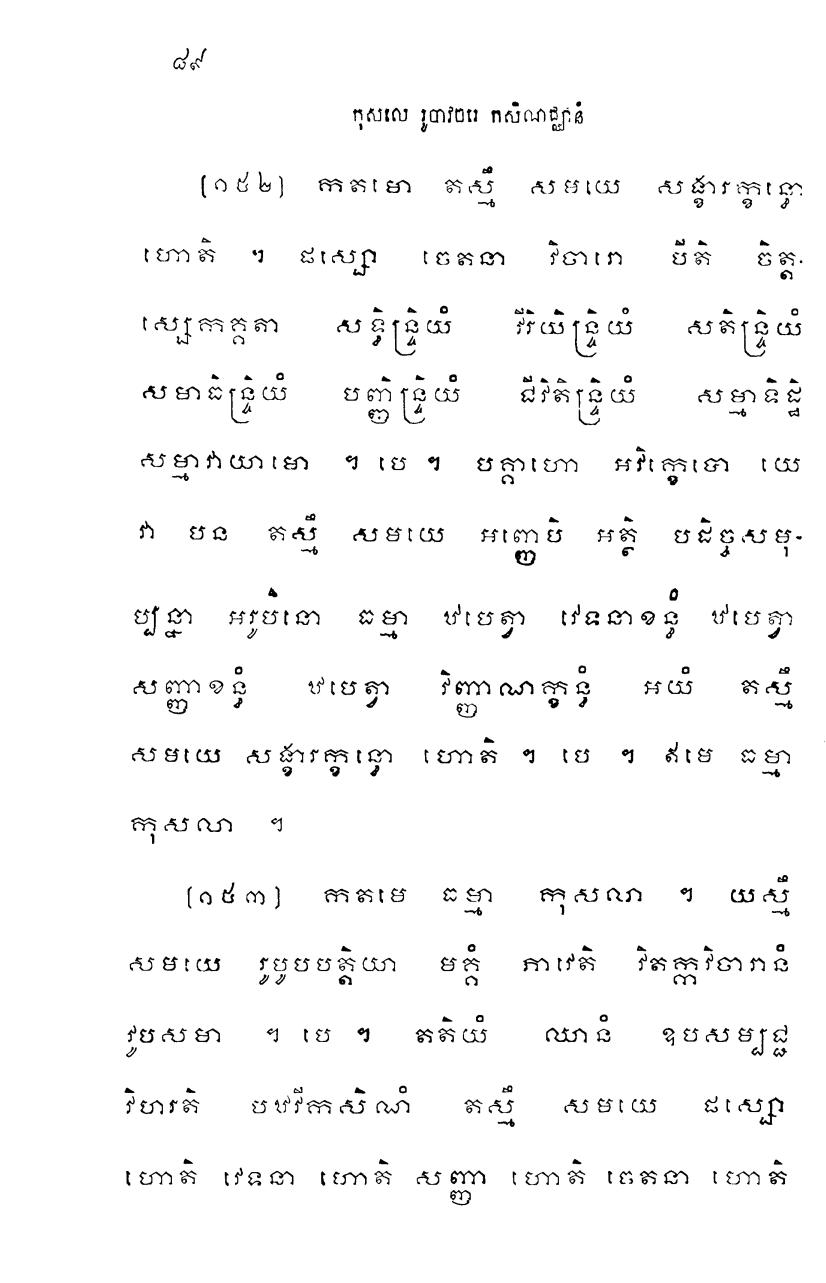 ៨៩
កុសលេ រូបាវចរេ កសិណជ្ឈានំ
(១៥២) កតមោ តស្មឹ សមយេ សង្ខារក្ខន្ធោ
ហោតិ ។ ផស្សោ ចេតនា វិចារោ បីតិ ចិត្ត-
ស្សេកគ្គតា សទ្ធិន្ទ្រិយំ វីរិយិន្ទ្រិយំ សតិន្ទ្រិយំ
សមាធិន្ទ្រិយំ បញ្ញិន្ទ្រិយំ ជីវិតិន្ទ្រិយំ សម្មាទិដ្ឋិ
សម្មាវាយាមោ ។ បេ ។ បគ្គាហោ អវិក្ខេបោ យេ
វា បន តស្មឹ សមយេ អញ្ញេបិ អត្ថិ បដិច្ចសមុ-
ប្បន្នា អរូបិនោ ធម្មា ឋបេត្វា វេទនាខន្ធំ ឋបេត្វា
សញ្ញាខន្ធំ ឋបេត្វា វិញ្ញាណក្ខន្ធំ អយំ តស្មឹ
សមយេ សង្ខារក្ខន្ធោ ហោតិ ។ បេ ។ ឥមេ ធម្មា
កុសលា ។
(១៥៣) កតមេ ធម្មា កុសលា ។ យស្មឹ
សមយេ រូបូបបត្តិយា មគ្គំ ភាវេតិ វិតក្កវិចារានំ
វូបសមា ។ បេ ។ តតិយំ ឈានំ ឧបសម្បជ្ជ
វិហរតិ បឋវីកសិណំ តស្មឹ សមយេ ផស្សោ
ហោតិ វេទនា ហោតិ សញ្ញា ហោតិ ចេតនា ហោតិ